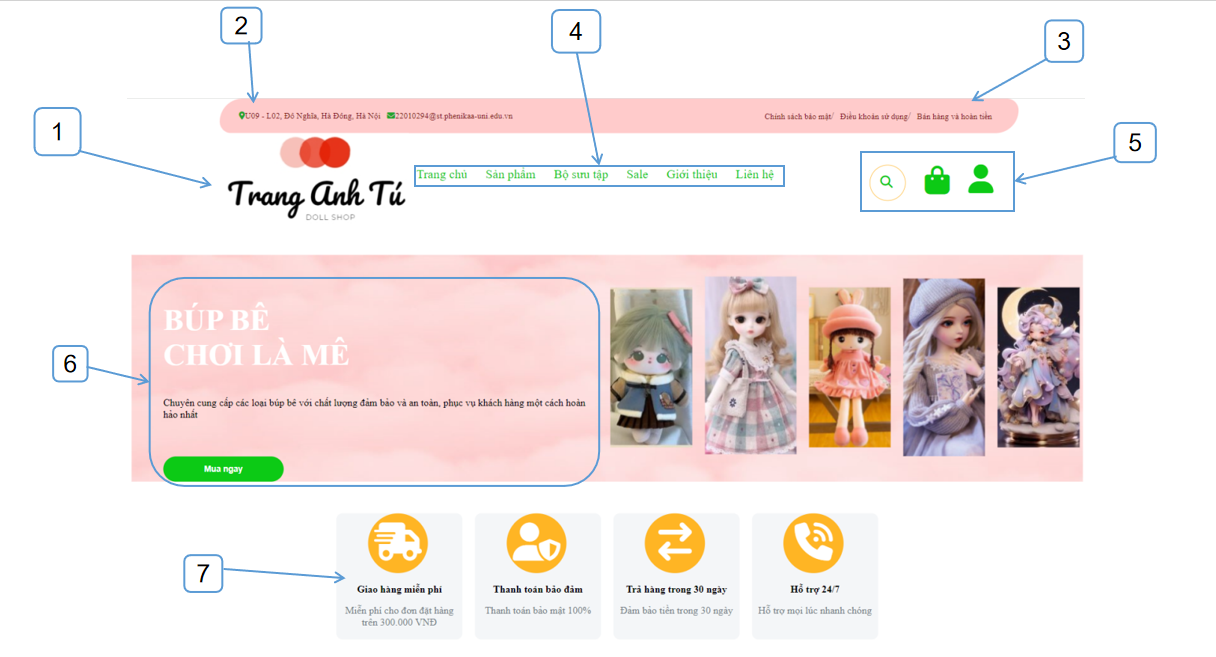 2
4
3
1
U09 - L02, Đỏ Nghĩa, Hà Đông, Hà Nội 22010294@st.phenikaa-uni.edu.vn
Chính sách bảo mật/ Điều khoản sử dụng/ Bán hàng và hoàn tiền
5
Trang Anh Tú
DOLL SHOP
Trang chủ Sản phẩm Bộ sưu tập Sale Giới thiệu Liên hệ
6
BÚP BÊ
CHƠI LÀ MÊ
Chuyên cung cấp các loại búp bê với chất lượng đảm bảo và an toàn, phục vụ khách hàng một cách hoàn
hảo nhất
Mua ngay
7
Giao hàng miễn phí
Miễn phí cho đơn đặt hàng
trên 300.000 VNĐ
Thanh toán bảo đảm
Thanh toán bảo mật 100%
Trả hàng trong 30 ngày
Đảm bảo tiền trong 30 ngày
Hỗ trợ 24/7
Hỗ trợ mọi lúc nhanh chóng